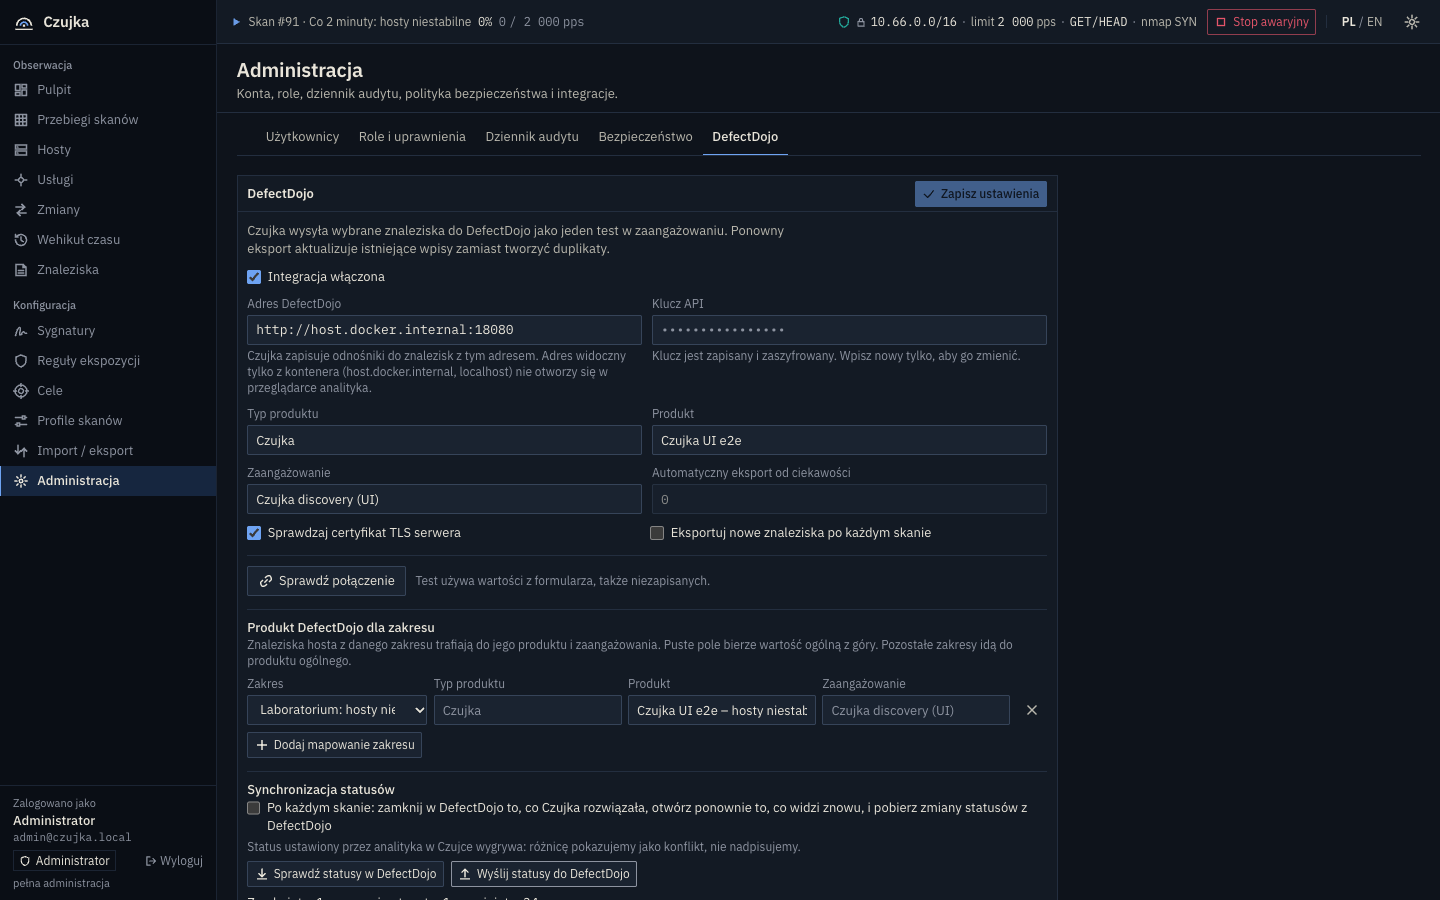 Czujka
Skan #91 · Co 2 minuty: hosty niestabilne 0% 0 / 2 000 pps
10.66.0.0/16 · limit 2 000 pps · GET/HEAD · nmap SYN
Stop awaryjny
PL / EN
Obserwacja
Pulpit
Przebiegi skanów
Hosty
Usługi
Zmiany
Wehikuł czasu
Znaleziska
Konfiguracja
Sygnatury
Reguły ekspozycji
Cele
Profile skanów
Import / eksport
Administracja
Zalogowano jako
Administrator
admin@czujka.local
Administrator
Wyloguj
pełna administracja
Administracja
Konta, role, dziennik audytu, polityka bezpieczeństwa i integracje.
Użytkownicy Role i uprawnienia Dziennik audytu Bezpieczeństwo DefectDojo
DefectDojo
Zapisz ustawienia
Czujka wysyła wybrane znaleziska do DefectDojo jako jeden test w zaangażowaniu. Ponowny
eksport aktualizuje istniejące wpisy zamiast tworzyć duplikaty.
Integracja włączona
Adres DefectDojo
http://host.docker.internal:18080
Czujka zapisuje odnośniki do znalezisk z tym adresem. Adres widoczny
tylko z kontenera (host.docker.internal, localhost) nie otworzy się w
przeglądarce analityka.
Klucz API
••••••••••••••••
Klucz jest zapisany i zaszyfrowany. Wpisz nowy tylko, aby go zmienić.
Typ produktu
Czujka
Produkt
Czujka UI e2e
Zaangażowanie
Czujka discovery (UI)
Automatyczny eksport od ciekawości
0
Sprawdzaj certyfikat TLS serwera
Eksportuj nowe znaleziska po każdym skanie
Sprawdź połączenie
Test używa wartości z formularza, także niezapisanych.
Produkt DefectDojo dla zakresu
Znaleziska hosta z danego zakresu trafiają do jego produktu i zaangażowania. Puste pole bierze wartość ogólną z góry. Pozostałe zakresy idą do
produktu ogólnego.
Zakres Typ produktu Produkt Zaangażowanie
Laboratorium: hosty nie Czujka Czujka UI e2e – hosty niestab Czujka discovery (UI)
Dodaj mapowanie zakresu
Synchronizacja statusów
Po każdym skanie: zamknij w DefectDojo to, co Czujka rozwiązała, otwórz ponownie to, co widzi znowu, i pobierz zmiany statusów z
DefectDojo
Status ustawiony przez analityka w Czujce wygrywa: różnicę pokazujemy jako konflikt, nie nadpisujemy.
Sprawdź statusy w DefectDojo
Wyślij statusy do DefectDojo